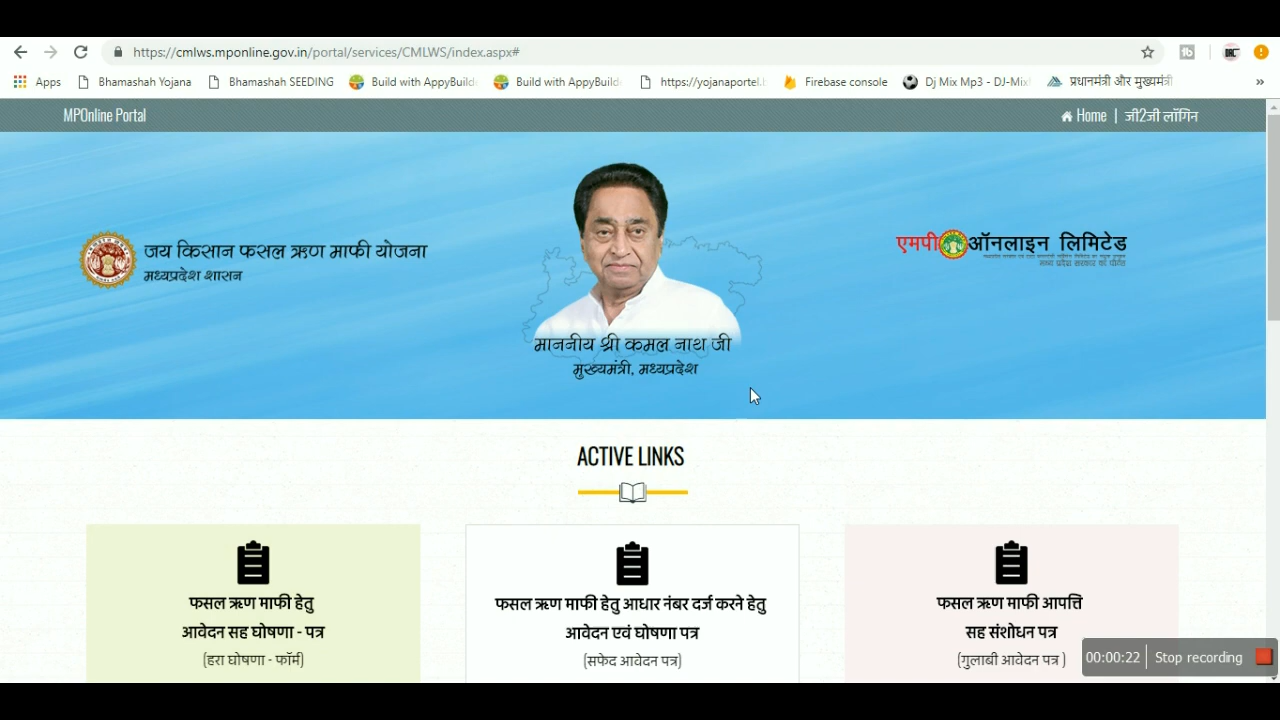 https://cmlws.mponline.gov.in/portal/services/CMLWS/index.aspx#
Apps Bhamashah Yojana Bhamashah SEEDING Build with AppyBuild Build with AppyBuild https://yojanaportel. Firebase console Dj Mix Mp3 - DJ-Mix प्रधानमंत्री और मुख्यमंत्री »
MPOnline Portal Home | जी2जी लॉगिन
जय किसान फसल ऋण माफी योजना
मध्यप्रदेश शासन
एमपी ऑनलाइन लिमिटेड
माननीय श्री कमल नाथ जी
मुख्यमंत्री, मध्यप्रदेश
ACTIVE LINKS
फसल ऋण माफी हेतु
आवेदन सह घोषणा - पत्र
(हरा घोषणा - फॉर्म)
फसल ऋण माफी हेतु आधार नंबर दर्ज करने हेतु
आवेदन एवं घोषणा पत्र
(सफेद आवेदन पत्र)
फसल ऋण माफी आपत्ति
सह संशोधन पत्र
(गुलाबी आवेदन पत्र )
00:00:22 | Stop recording